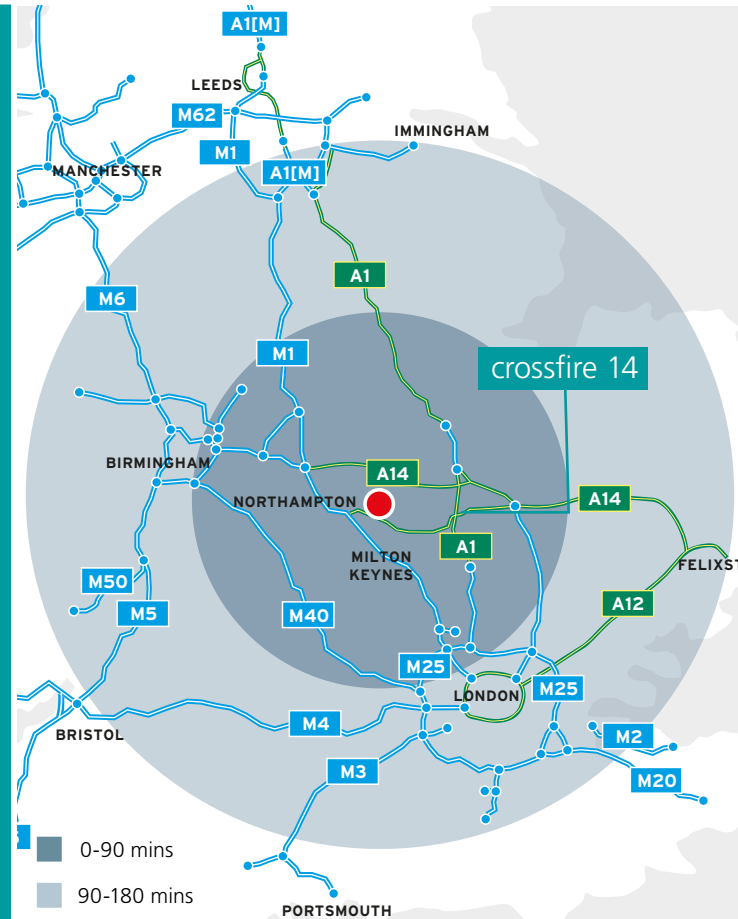 A1[M]
LEEDS
M62
IMMINGHAM
M1
MANCHESTER
A1[M]
A1
M6
M1
crossfire 14
BIRMINGHAM
A14
NORTHAMPTON
A14
A1
MILTON
KEYNES
FELIXST
M50
A12
M5
M40
M25
M25
LONDON
M4
BRISTOL
M2
M3
M20
0-90 mins
90-180 mins
PORTSMOUTH